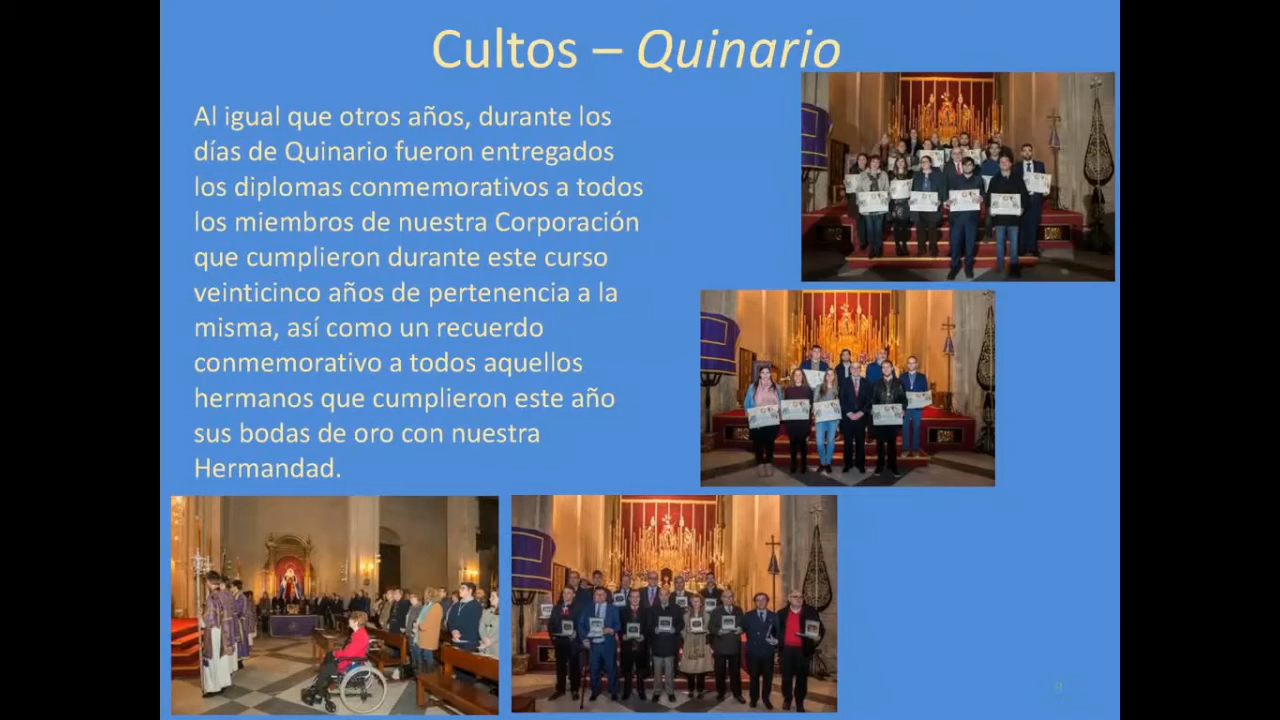 Cultos – Quinario
Al igual que otros años, durante los
días de Quinario fueron entregados
los diplomas conmemorativos a todos
los miembros de nuestra Corporación
que cumplieron durante este curso
veinticinco años de pertenencia a la
misma, así como un recuerdo
conmemorativo a todos aquellos
hermanos que cumplieron este año
sus bodas de oro con nuestra
Hermandad.
8